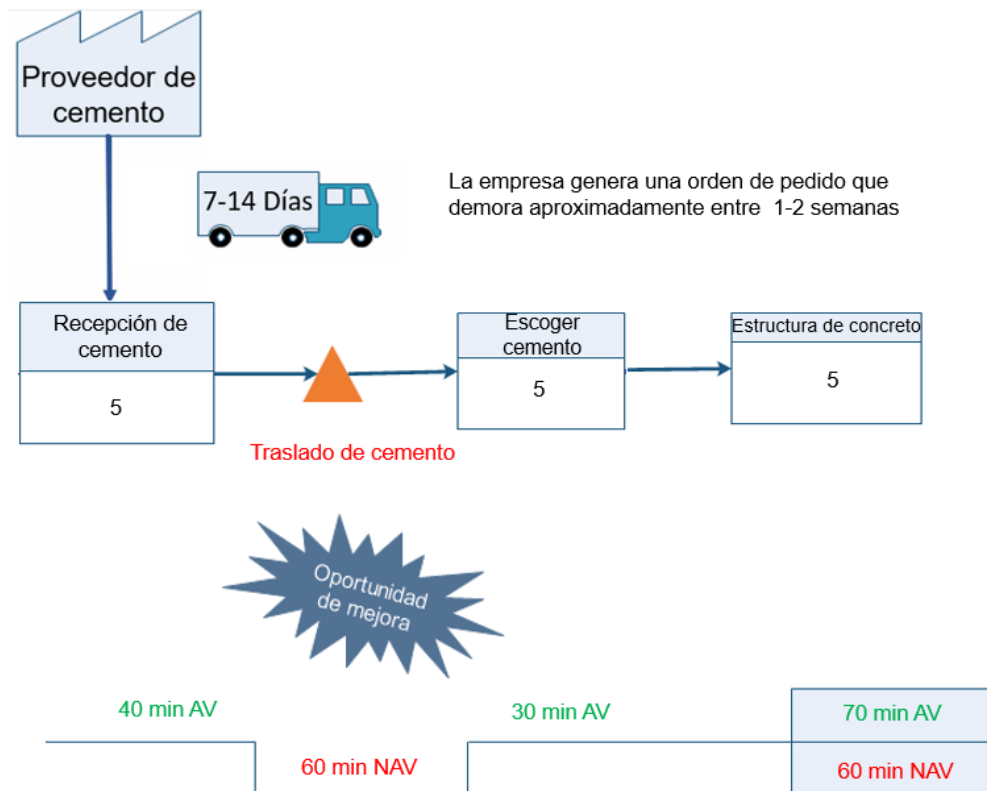 Proveedor de
cemento
7-14 Días
La empresa genera una orden de pedido que
demora aproximadamente entre 1-2 semanas
Recepción de
cemento
5
Escoger
cemento
5
Estructura de concreto
5
Traslado de cemento
Oportunidad
de mejora
40 min AV
30 min AV
70 min AV
60 min NAV
60 min NAV